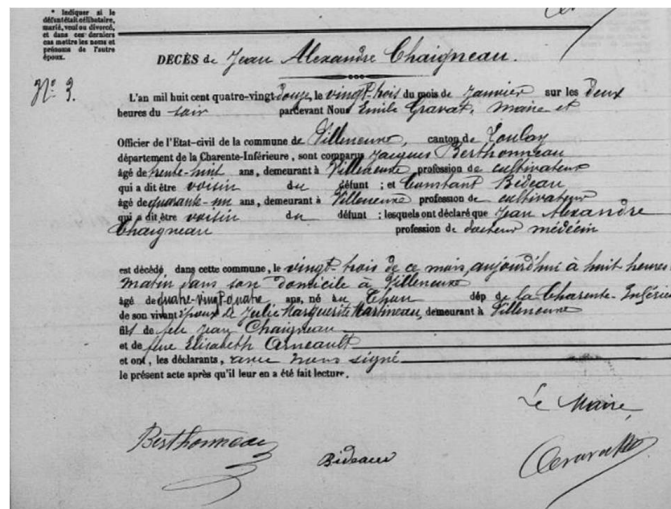 * Indiquer si le
défunt était célibataire,
marié, veuf ou divorcé,
et dans ces derniers
cas mettre les noms et
prénoms de l'autre
époux.
DÉCÈS de Jean Alexandre Chaigneau.
N° 3.
L'an mil huit cent quatre-vingt douze, le vingt-trois du mois de Janvier sur les deux
heures du soir pardevant Nous Emile Gravat, Maire et
Officier de l'Etat-civil de la commune de Villeneuve, canton de Loulay
département de la Charente-Inférieure, sont comparus Jacques Berthonneau
âgé de trente-huit ans, demeurant à Villeneuve profession de cultivateur
qui a dit être voisin du défunt ; et Constant Bideau
âgé de quarante-un ans, demeurant à Villeneuve profession de cultivateur
qui a dit être voisin du défunt ; lesquels ont déclaré que Jean Alexandre
Chaigneau profession de docteur médecin
est décédé dans cette commune, le vingt-trois de ce mois, aujourd'hui à huit heures
matin dans son domicile à Villeneuve
âgé de quatre-vingt-quatre ans, né au dép. de la Charente-Inférie
de son vivant époux de Julie Marguerite Martineau, demeurant à Villeneuve
fils de feu Jean Chaigneau
et de feue Elisabeth Arneault
et ont, les déclarants, avec nous signé
le présent acte après qu'il leur en a été fait lecture.
Le Maire,
Berthonneau Bideau